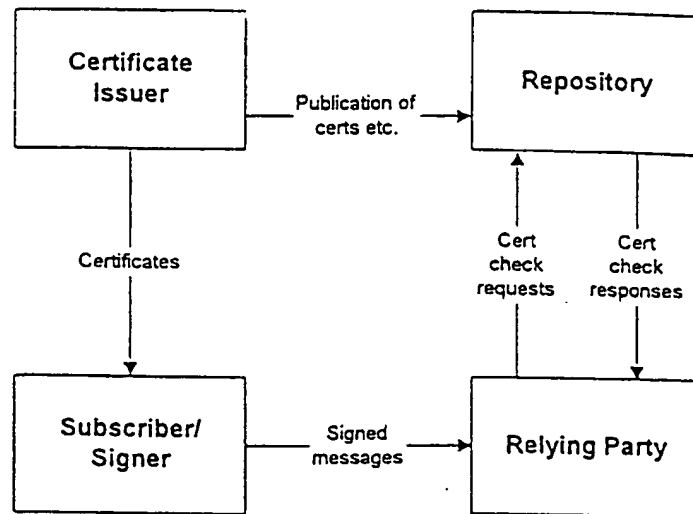 Certificate
Issuer
Publication of
certs etc.
Repository
Certificates
Cert
check
requests
Cert
check
responses
Subscriber/
Signer
Signed
messages
Relying Party